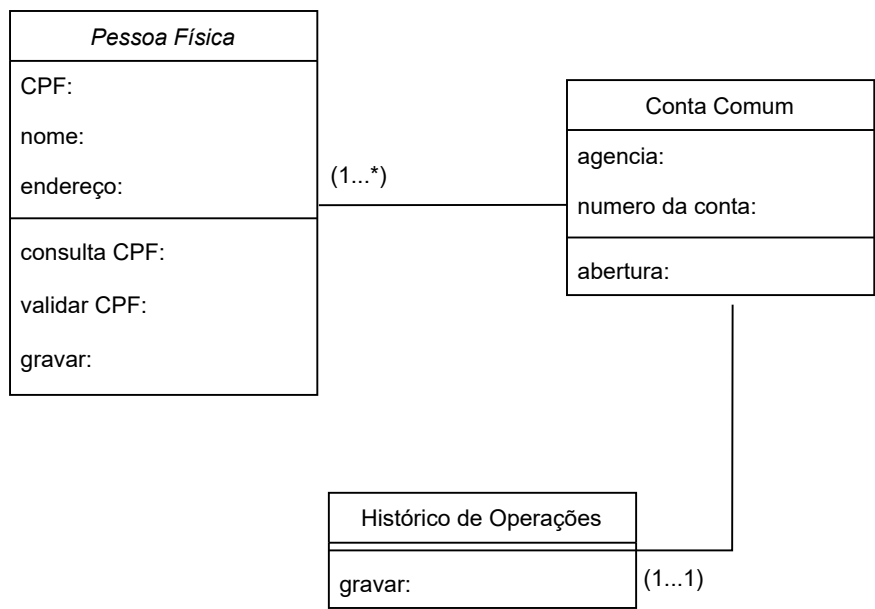 Pessoa Física
CPF:
nome:
endereço:
consulta CPF:
validar CPF:
gravar:
(1...*)
Conta Comum
agencia:
numero da conta:
abertura:
Histórico de Operações
gravar:
(1...1)